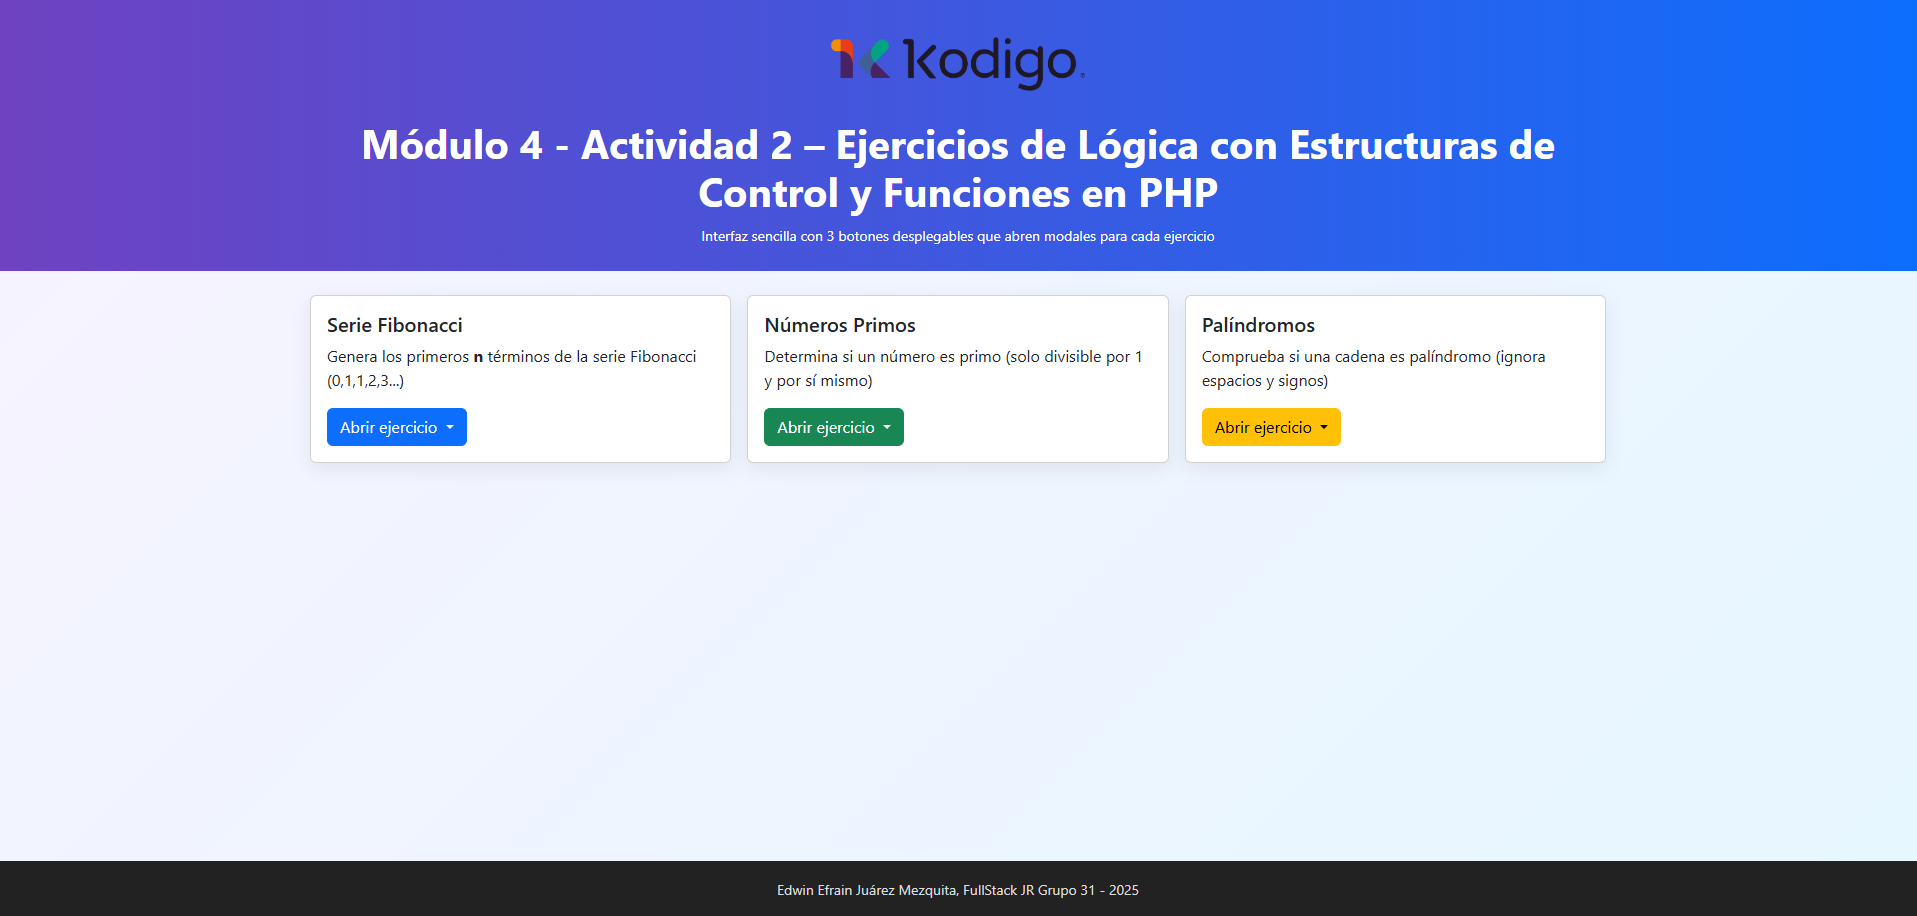 kodigo
Módulo 4 - Actividad 2 – Ejercicios de Lógica con Estructuras de
Control y Funciones en PHP
Interfaz sencilla con 3 botones desplegables que abren modales para cada ejercicio
Serie Fibonacci
Genera los primeros n términos de la serie Fibonacci
(0,1,1,2,3...)
Abrir ejercicio
Números Primos
Determina si un número es primo (solo divisible por 1
y por sí mismo)
Abrir ejercicio
Palíndromos
Comprueba si una cadena es palíndromo (ignora
espacios y signos)
Abrir ejercicio
Edwin Efrain Juárez Mezquita, FullStack JR Grupo 31 - 2025